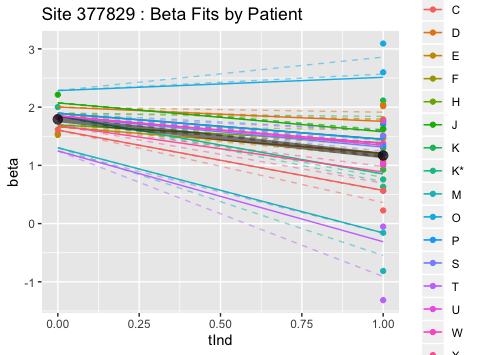 Site 377829 : Beta Fits by Patient
beta
3
2
1
0
-1
0.00 0.25 0.50 0.75 1.00
tInd
C
D
E
F
H
J
K
K*
M
O
P
S
T
U
W